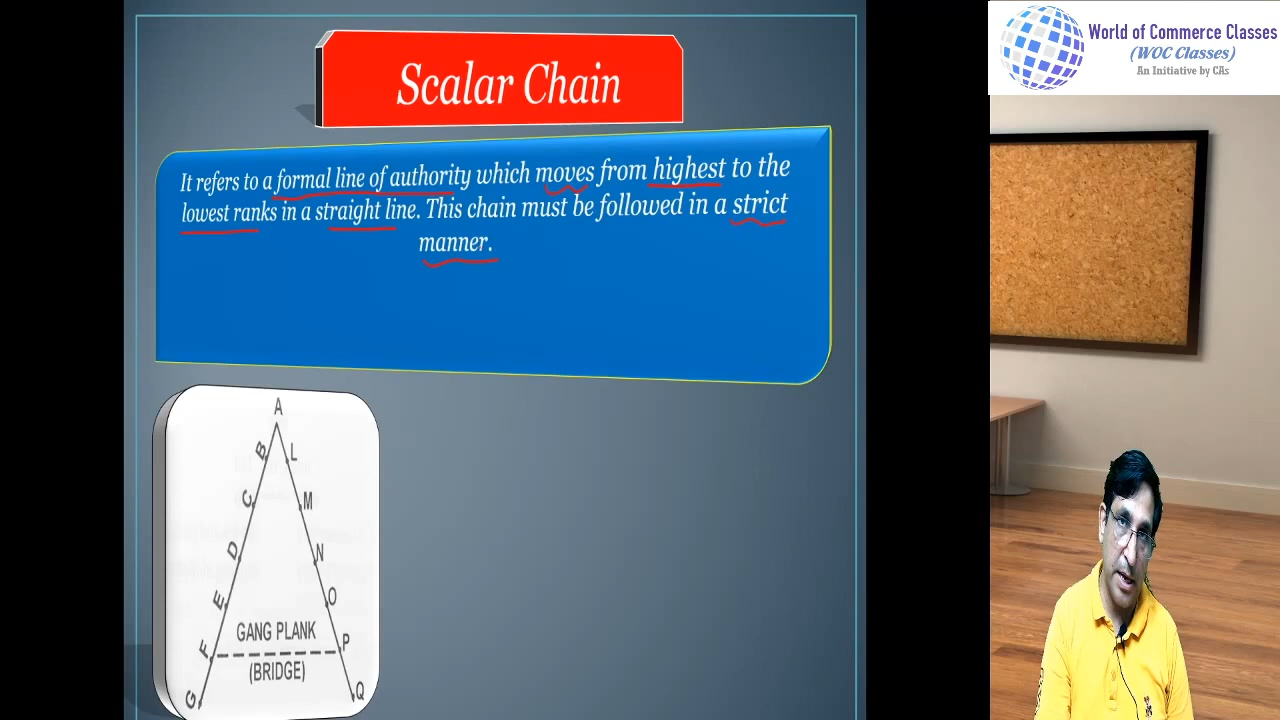 Scalar Chain
It refers to a formal line of authority which moves from highest to the
lowest ranks in a straight line. This chain must be followed in a strict
manner.
A
B
L
C
M
D
N
E
O
GANG PLANK
F
P
(BRIDGE)
G
Q
World of Commerce Classes
(WOC Classes)
An Initiative by CAs